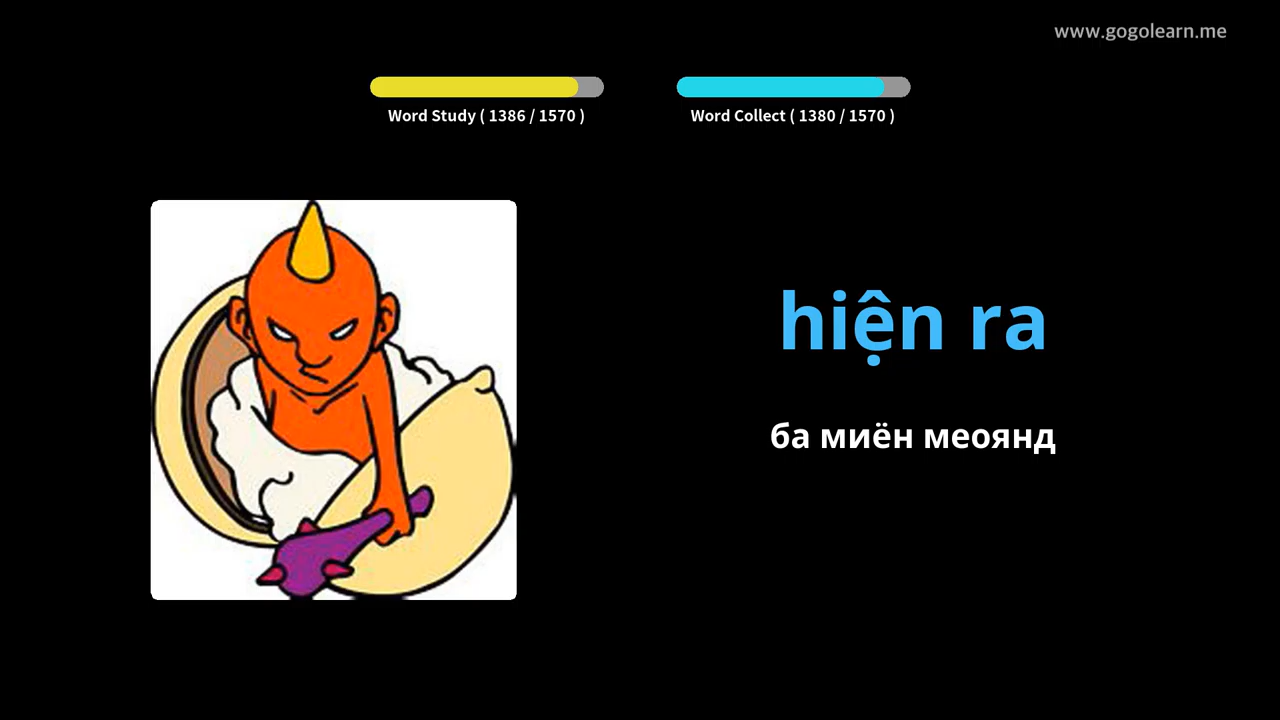 www.gogolearn.me
Word Study ( 1386 / 1570 )
Word Collect ( 1380 / 1570 )
hiện ra
ба миён меоянд